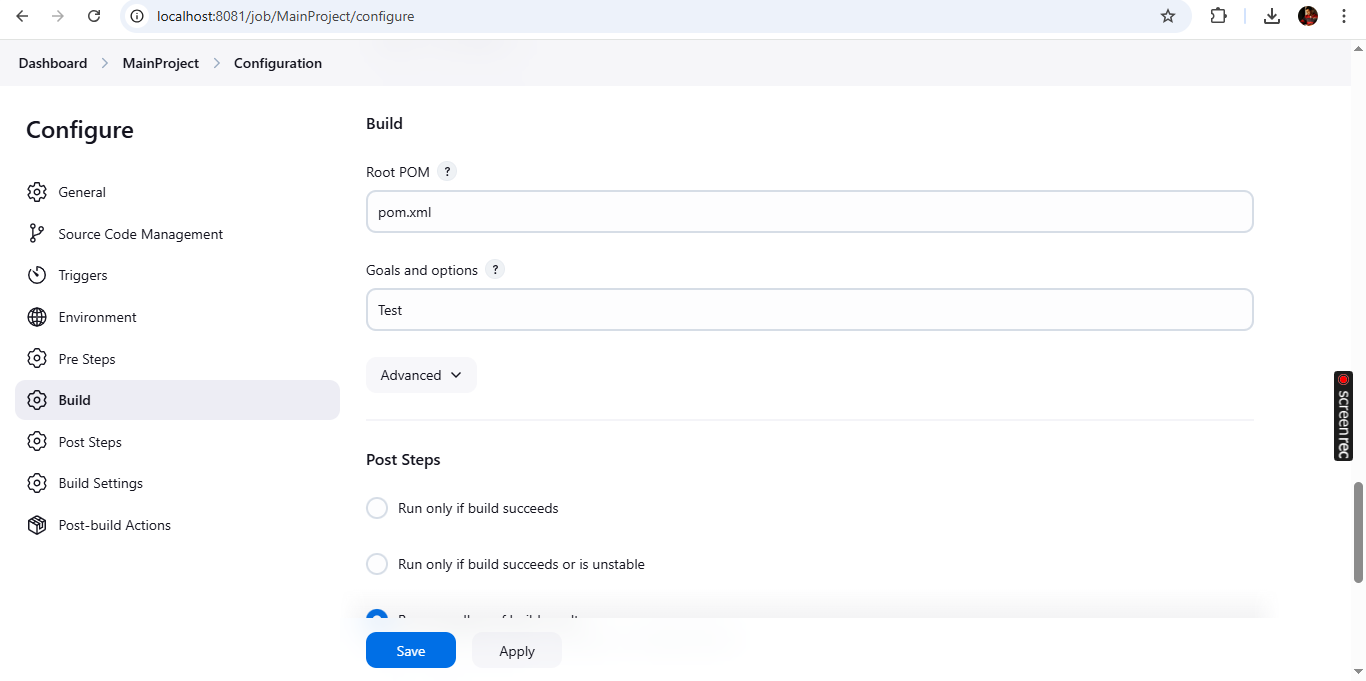 localhost:8081/job/MainProject/configure
Dashboard > MainProject > Configuration
Configure
General
Source Code Management
Triggers
Environment
Pre Steps
Build
Post Steps
Build Settings
Post-build Actions
Build
Root POM ?
pom.xml
Goals and options ?
Test
Advanced
Post Steps
Run only if build succeeds
Run only if build succeeds or is unstable
Save
Apply
screenrec